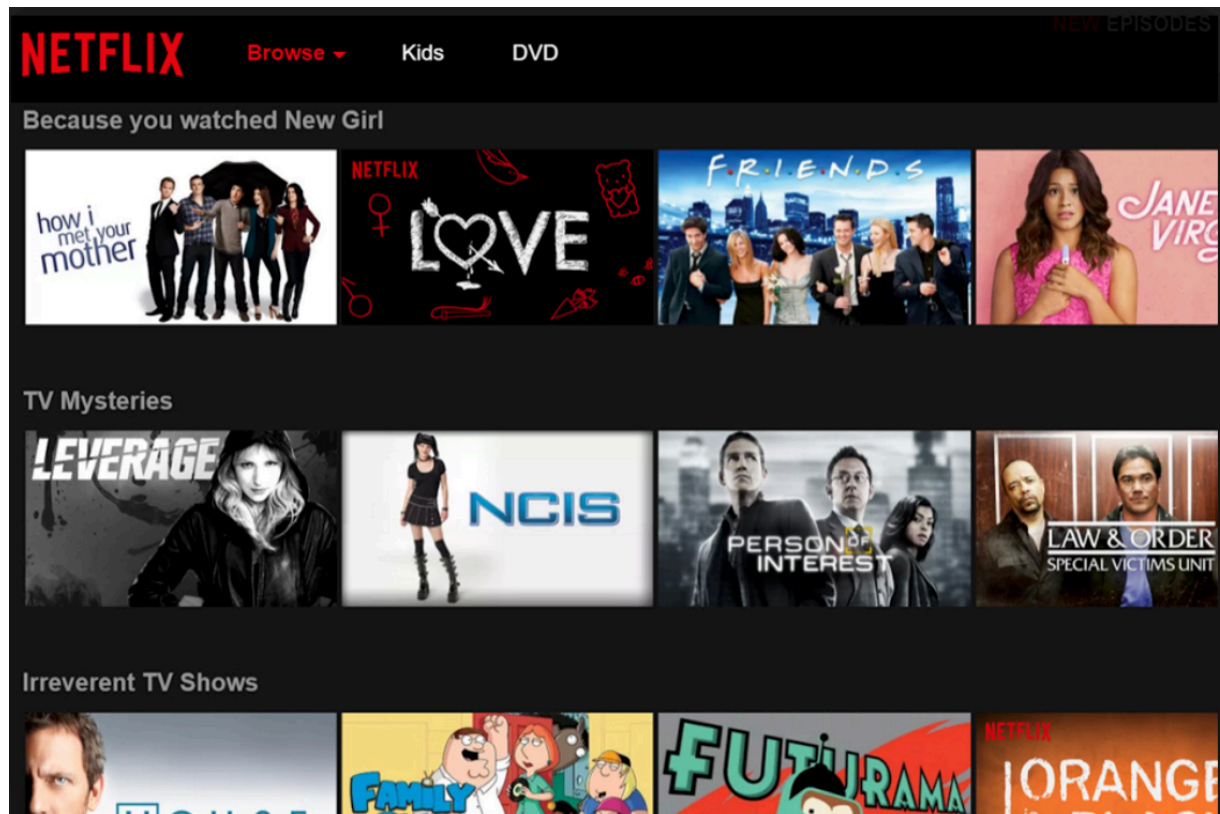 NEW EPISODES
NETFLIX Browse Kids DVD
Because you watched New Girl
how i
met your
mother
NETFLIX
LOVE
F.R.I.E.N.D.S
JANE
TV Mysteries
LEVERAGE
NCIS
PERSON OF
INTEREST
LAW & ORDER
SPECIAL VICTIMS UNIT
Irreverent TV Shows
FAMILY
FUTURAMA
NETFLIX
ORANGE